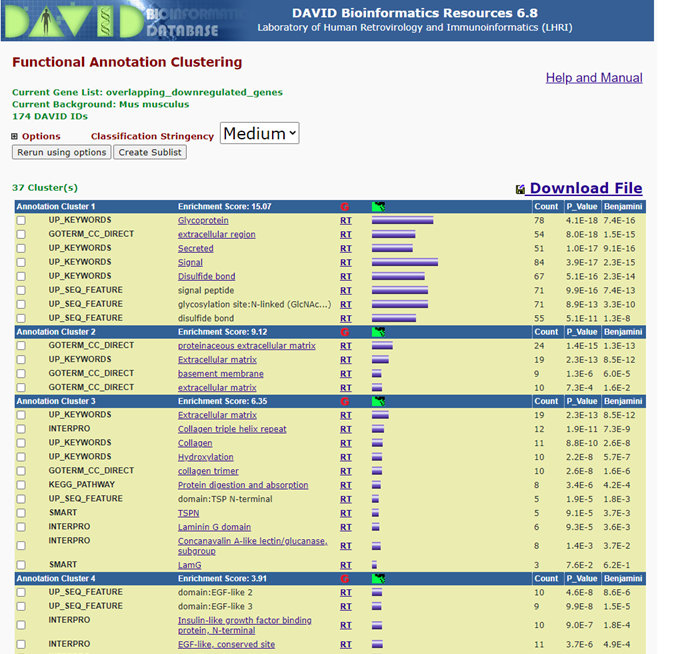 DAVID BIOINFORMATICS DATABASE
DAVID Bioinformatics Resources 6.8
Laboratory of Human Retrovirology and Immunoinformatics (LHRI)
Functional Annotation Clustering
Help and Manual
Current Gene List: overlapping_downregulated_genes
Current Background: Mus musculus
174 DAVID IDs
Options Classification Stringency Medium
Rerun using options Create Sublist
37 Cluster(s) Download File
Annotation Cluster 1 Enrichment Score: 15.07 G Count P_Value Benjamini
UP_KEYWORDS Glycoprotein RT 78 4.1E-18 7.4E-16
GOTERM_CC_DIRECT extracellular region RT 54 8.0E-18 1.5E-15
UP_KEYWORDS Secreted RT 51 1.0E-17 9.1E-16
UP_KEYWORDS Signal RT 84 3.9E-17 2.3E-15
UP_KEYWORDS Disulfide bond RT 67 5.1E-16 2.3E-14
UP_SEQ_FEATURE signal peptide RT 71 9.9E-16 7.4E-13
UP_SEQ_FEATURE glycosylation site:N-linked (GlcNAc...) RT 71 8.9E-13 3.3E-10
UP_SEQ_FEATURE disulfide bond RT 55 5.1E-11 1.3E-8
Annotation Cluster 2 Enrichment Score: 9.12 G Count P_Value Benjamini
GOTERM_CC_DIRECT proteinaceous extracellular matrix RT 24 1.4E-15 1.3E-13
UP_KEYWORDS Extracellular matrix RT 19 2.3E-13 8.5E-12
GOTERM_CC_DIRECT basement membrane RT 9 1.3E-6 6.0E-5
GOTERM_CC_DIRECT extracellular matrix RT 10 7.3E-4 1.6E-2
Annotation Cluster 3 Enrichment Score: 6.35 G Count P_Value Benjamini
UP_KEYWORDS Extracellular matrix RT 19 2.3E-13 8.5E-12
INTERPRO Collagen triple helix repeat RT 12 1.9E-11 7.3E-9
UP_KEYWORDS Collagen RT 11 8.8E-10 2.6E-8
UP_KEYWORDS Hydroxylation RT 10 2.2E-8 5.7E-7
GOTERM_CC_DIRECT collagen trimer RT 10 2.6E-8 1.6E-6
KEGG_PATHWAY Protein digestion and absorption RT 8 3.4E-6 4.2E-4
UP_SEQ_FEATURE domain:TSP N-terminal RT 5 1.9E-5 1.8E-3
SMART TSPN RT 5 9.1E-5 3.7E-3
INTERPRO Laminin G domain RT 6 9.3E-5 3.6E-3
INTERPRO Concanavalin A-like lectin/glucanase, subgroup RT 8 1.4E-3 3.7E-2
SMART LamG RT 3 7.6E-2 6.2E-1
Annotation Cluster 4 Enrichment Score: 3.91 G Count P_Value Benjamini
UP_SEQ_FEATURE domain:EGF-like 2 RT 10 4.6E-8 8.6E-6
UP_SEQ_FEATURE domain:EGF-like 3 RT 9 9.9E-8 1.5E-5
INTERPRO Insulin-like growth factor binding protein, N-terminal RT 10 9.0E-7 1.8E-4
INTERPRO EGF-like, conserved site RT 11 3.7E-6 4.9E-4